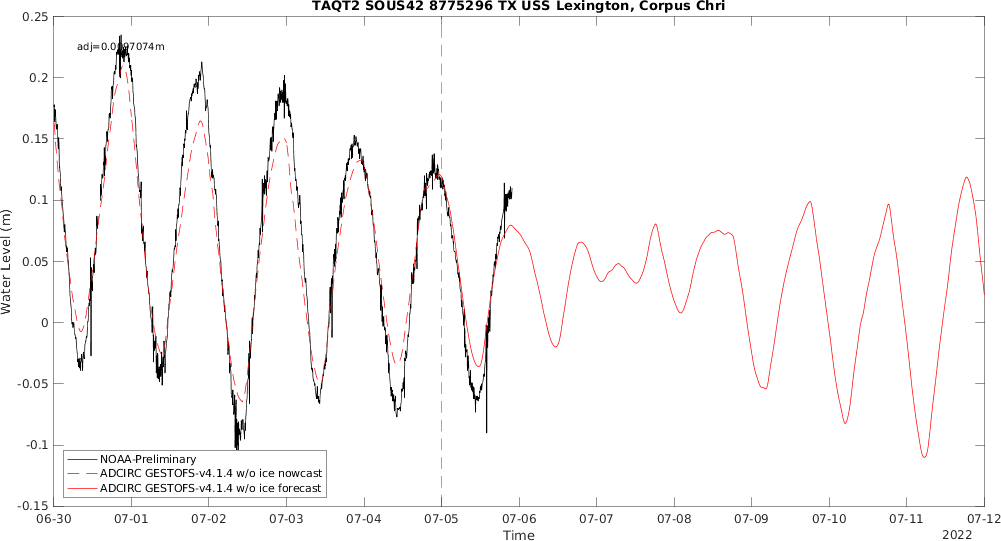 TAQT2 SOUS42 8775296 TX USS Lexington, Corpus Chri
0.25
adj=0.0097074m
0.2
0.15
0.1
0.05
0
-0.05
-0.1
-0.15
Water Level (m)
NOAA-Preliminary
ADCIRC GESTOFS-v4.1.4 w/o ice nowcast
ADCIRC GESTOFS-v4.1.4 w/o ice forecast
06-30 07-01 07-02 07-03 07-04 07-05 07-06 07-07 07-08 07-09 07-10 07-11 07-12
Time
2022